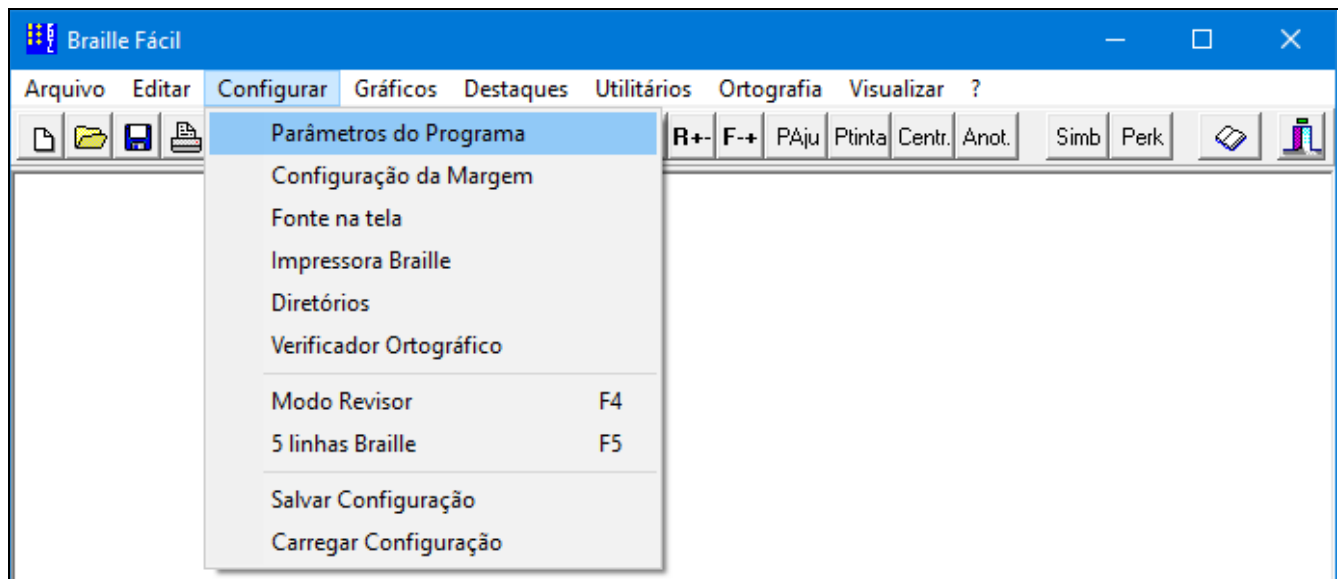 Braille Fácil
Arquivo Editar Configurar Gráficos Destaques Utilitários Ortografia Visualizar ?
R+- F-+ PAju Ptinta Centr. Anot. Simb Perk
Parâmetros do Programa
Configuração da Margem
Fonte na tela
Impressora Braille
Diretórios
Verificador Ortográfico
Modo Revisor F4
5 linhas Braille F5
Salvar Configuração
Carregar Configuração